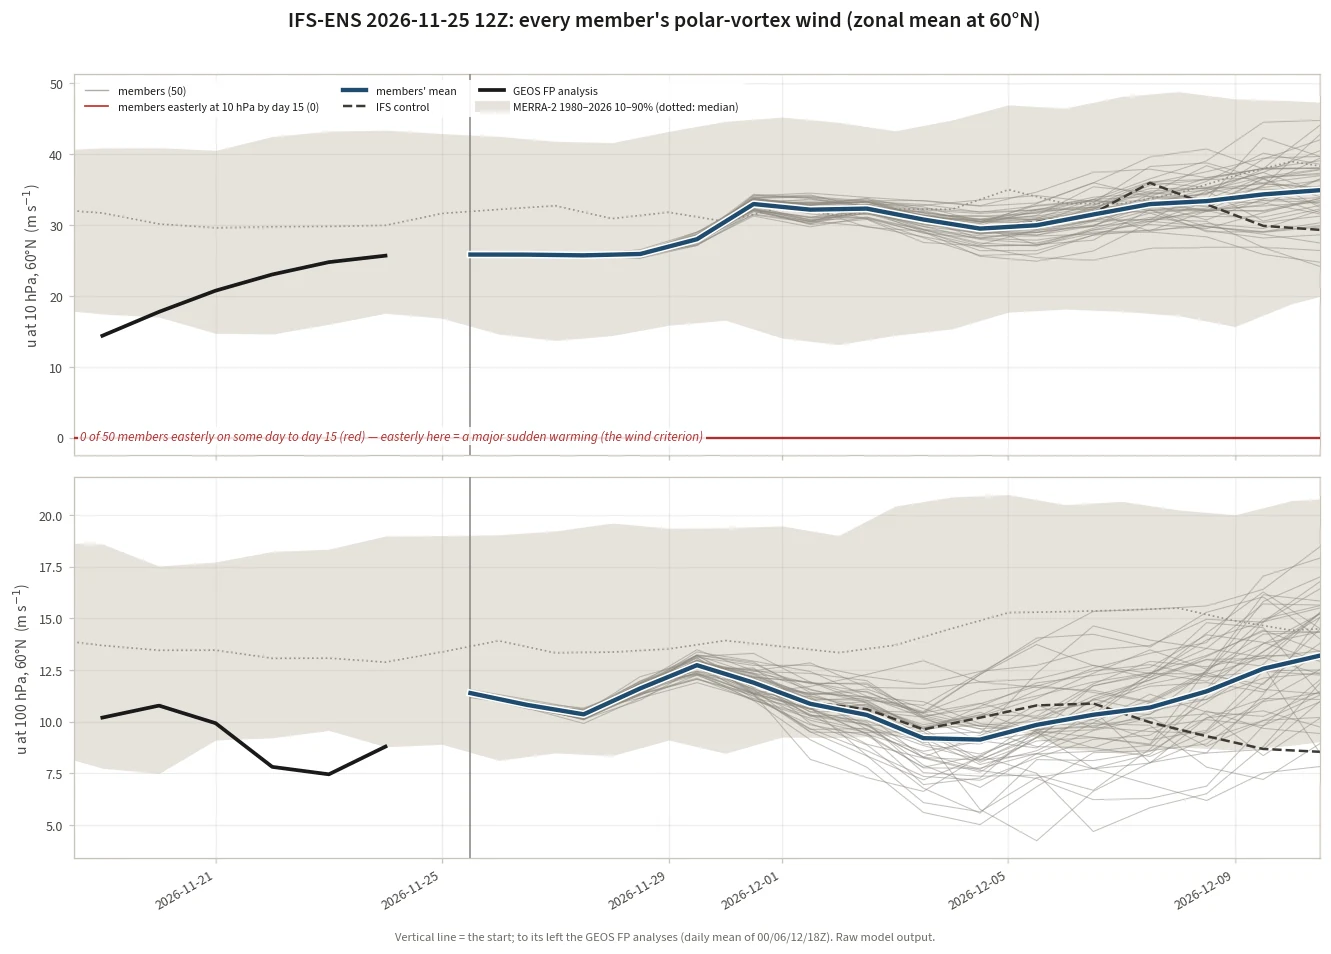 IFS-ENS 2026-11-25 12Z: every member's polar-vortex wind (zonal mean at 60°N)
members (50)
members easterly at 10 hPa by day 15 (0)
members' mean
IFS control
GEOS FP analysis
MERRA-2 1980–2026 10–90% (dotted: median)
u at 10 hPa, 60°N (m s⁻¹)
50
40
30
20
10
0
0 of 50 members easterly on some day to day 15 (red) — easterly here = a major sudden warming (the wind criterion)
u at 100 hPa, 60°N (m s⁻¹)
20.0
17.5
15.0
12.5
10.0
7.5
5.0
2026-11-21
2026-11-25
2026-11-29
2026-12-01
2026-12-05
2026-12-09
Vertical line = the start; to its left the GEOS FP analyses (daily mean of 00/06/12/18Z). Raw model output.